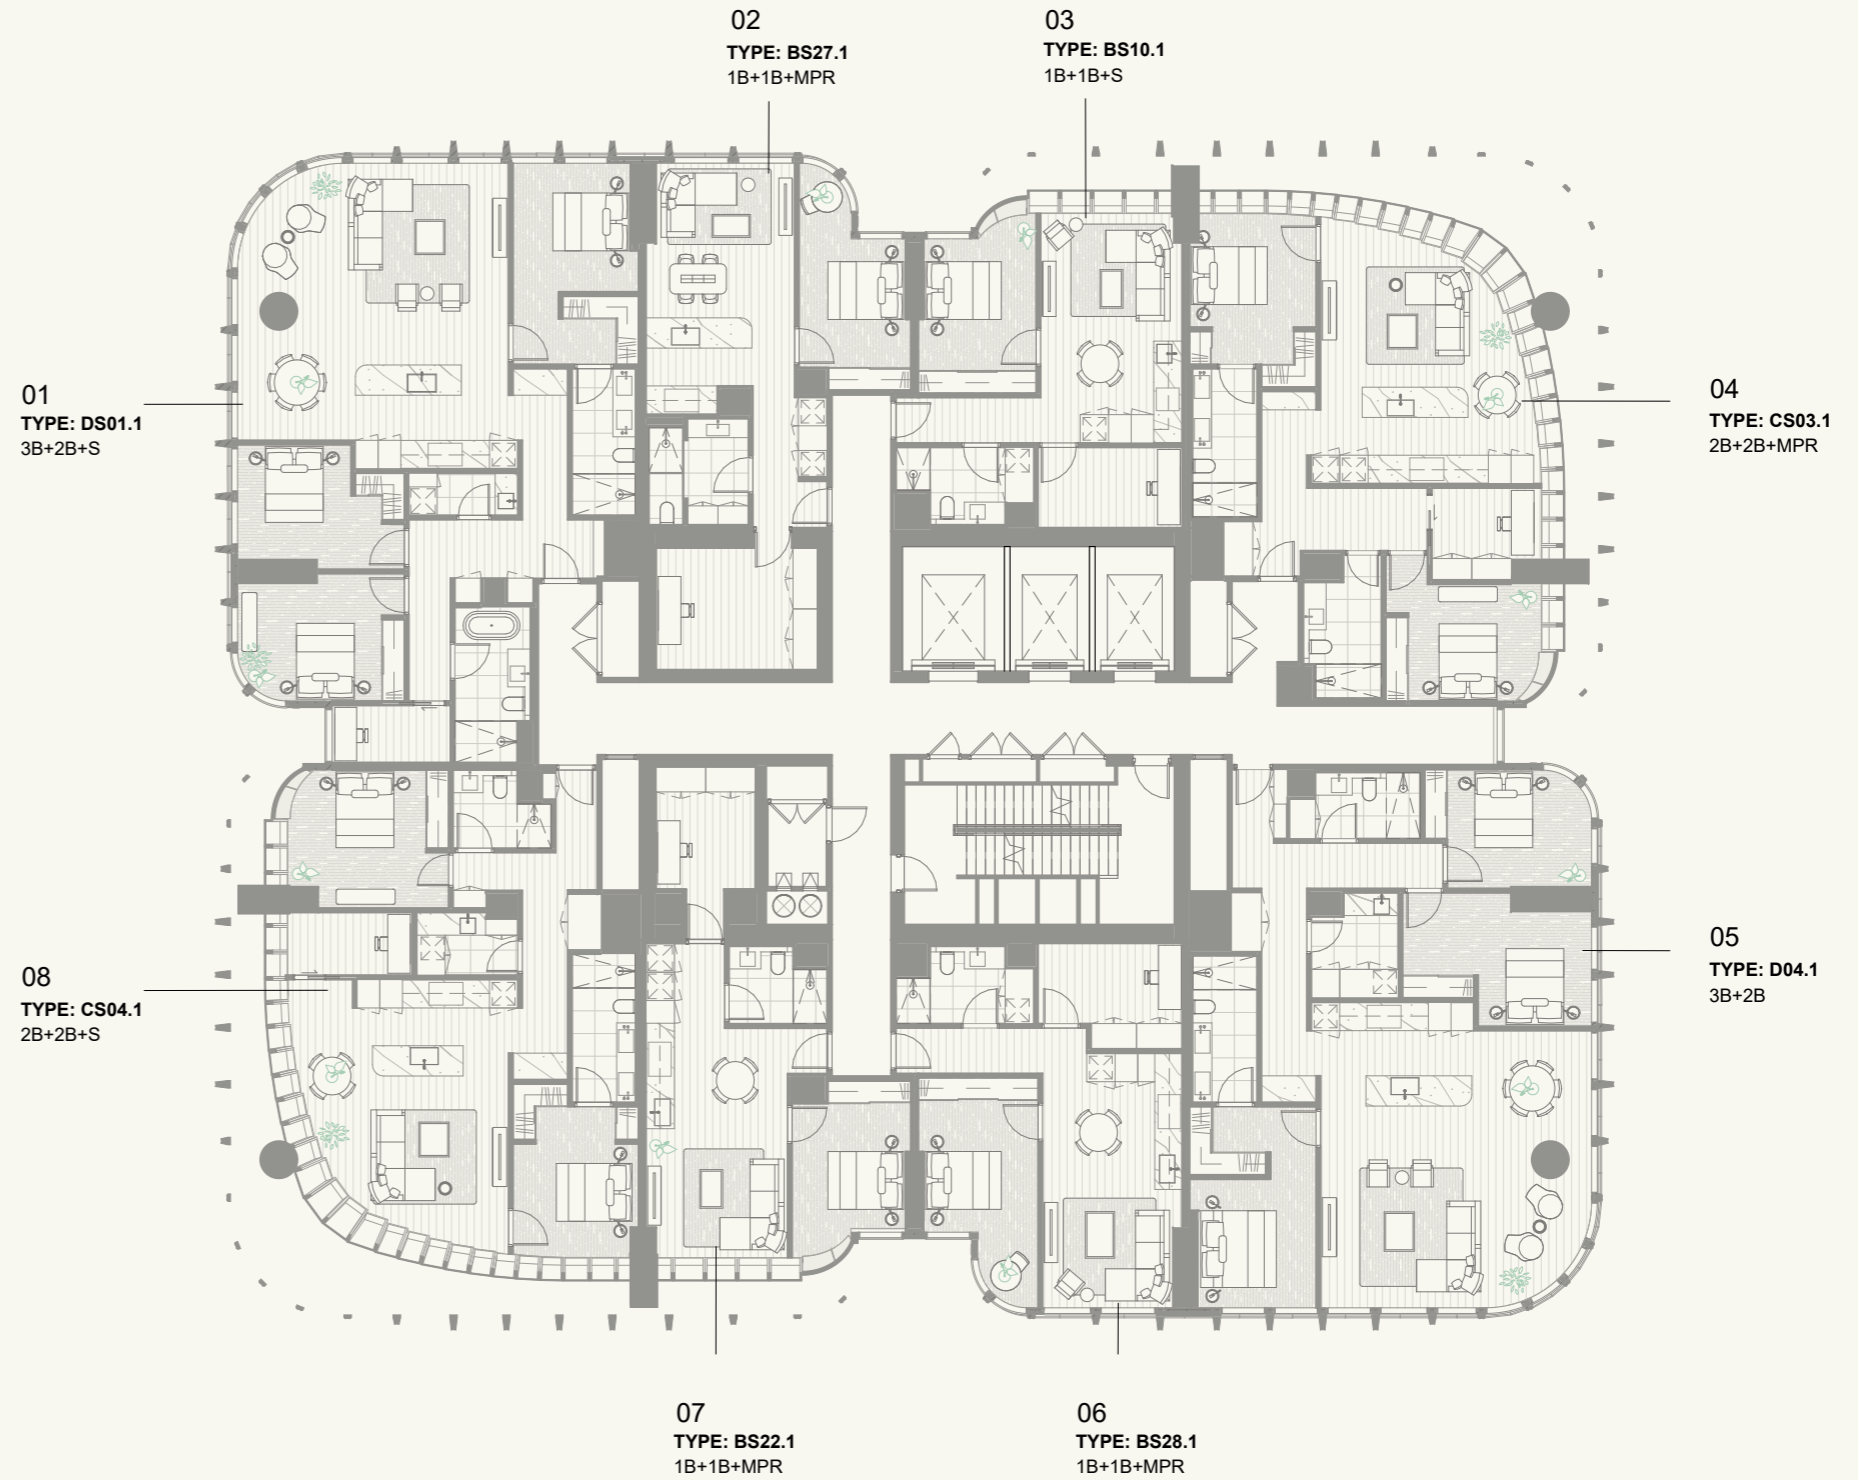 02
TYPE: BS27.1
1B+1B+MPR
03
TYPE: BS10.1
1B+1B+S
01
TYPE: DS01.1
3B+2B+S
04
TYPE: CS03.1
2B+2B+MPR
05
TYPE: D04.1
3B+2B
08
TYPE: CS04.1
2B+2B+S
07
TYPE: BS22.1
1B+1B+MPR
06
TYPE: BS28.1
1B+1B+MPR